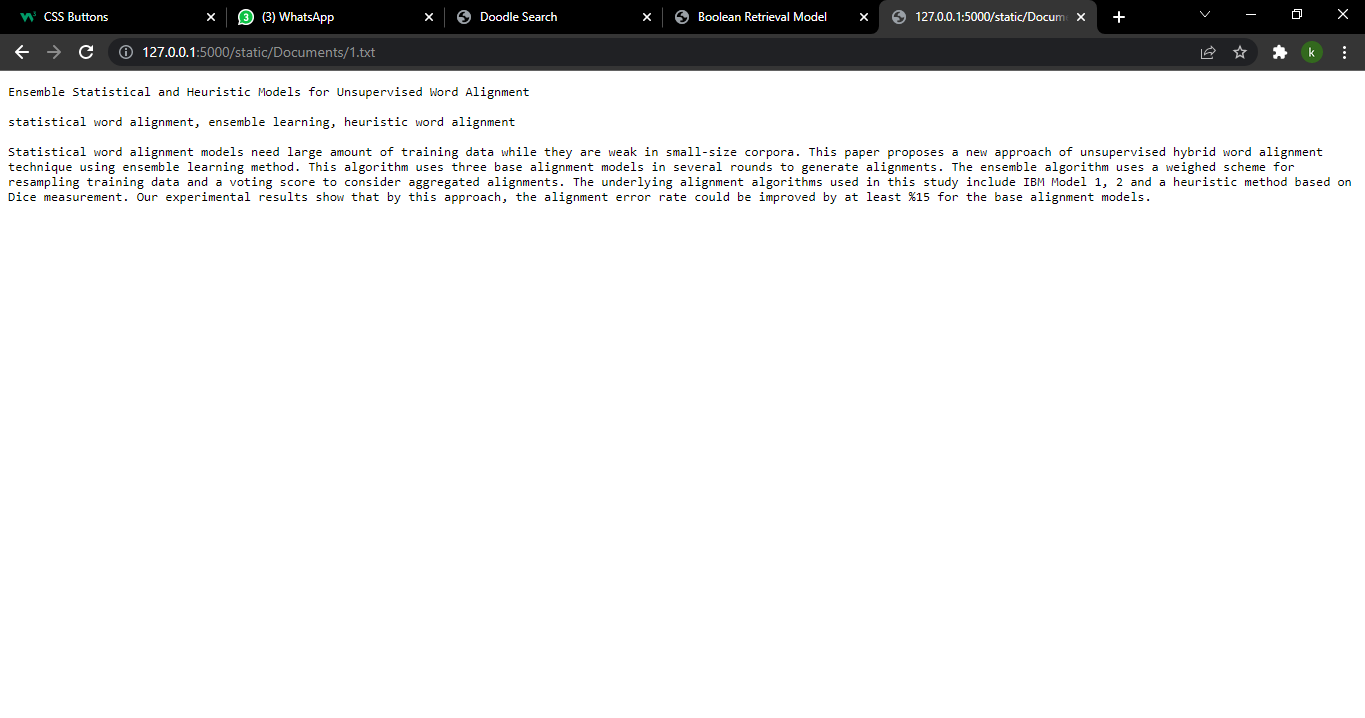 CSS Buttons
3
(3) WhatsApp
Doodle Search
Boolean Retrieval Model
127.0.0.1:5000/static/Docum
127.0.0.1:5000/static/Documents/1.txt
k
Ensemble Statistical and Heuristic Models for Unsupervised Word Alignment
statistical word alignment, ensemble learning, heuristic word alignment
Statistical word alignment models need large amount of training data while they are weak in small-size corpora. This paper proposes a new approach of unsupervised hybrid word alignment
technique using ensemble learning method. This algorithm uses three base alignment models in several rounds to generate alignments. The ensemble algorithm uses a weighed scheme for
resampling training data and a voting score to consider aggregated alignments. The underlying alignment algorithms used in this study include IBM Model 1, 2 and a heuristic method based on
Dice measurement. Our experimental results show that by this approach, the alignment error rate could be improved by at least %15 for the base alignment models.